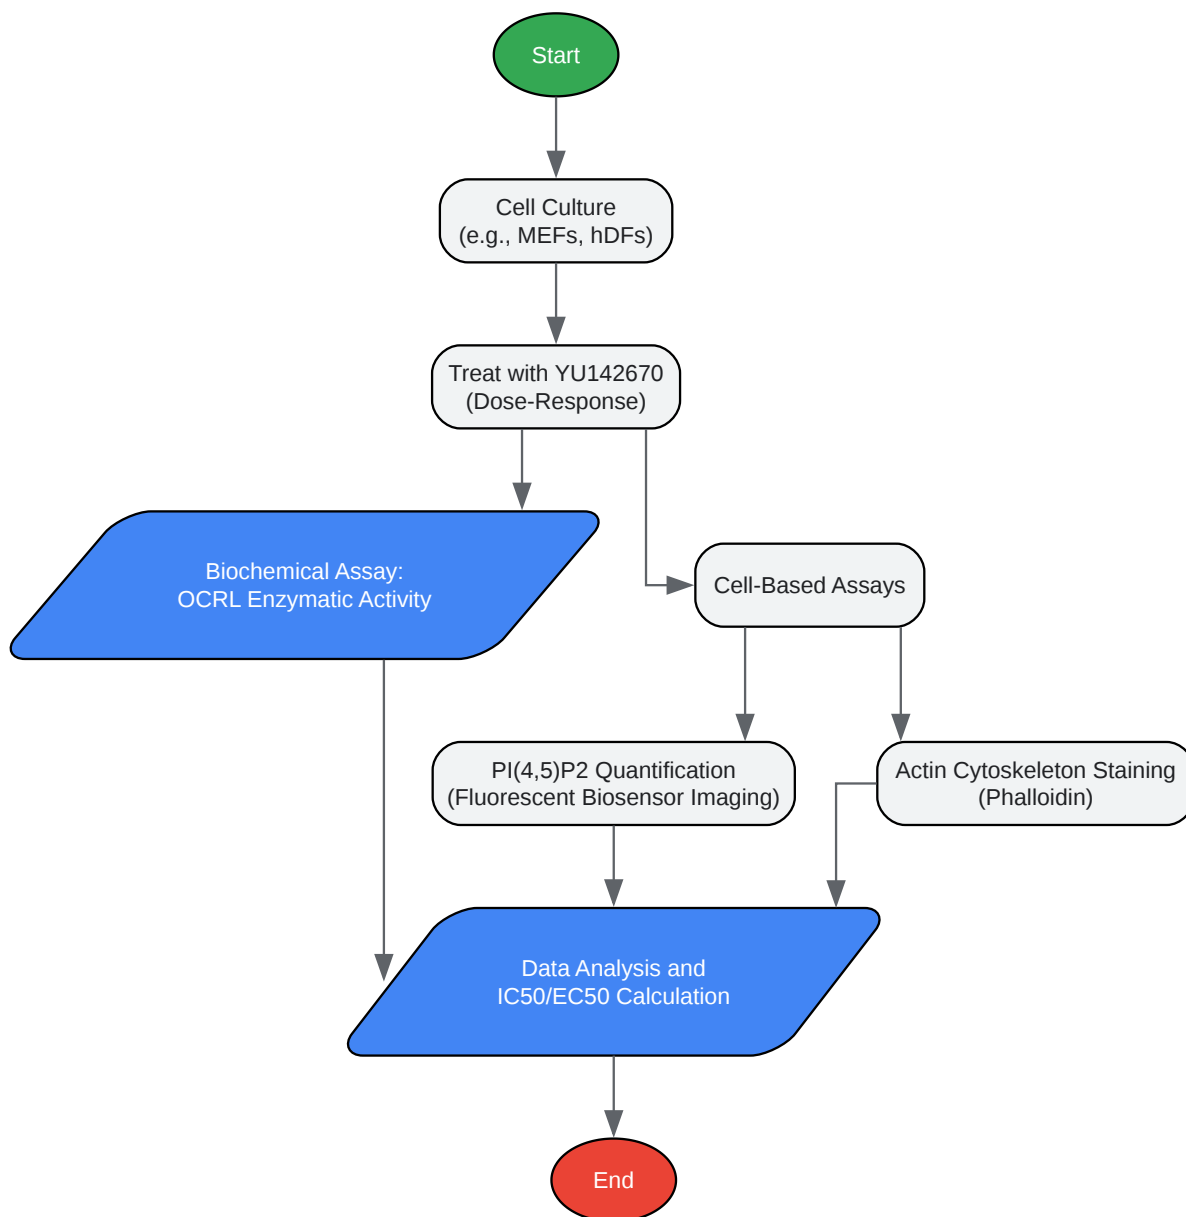 Start
Cell Culture
(e.g., MEFs, hDFs)
Treat with YU142670
(Dose-Response)
Biochemical Assay:
OCRL Enzymatic Activity
Cell-Based Assays
PI(4,5)P2 Quantification
(Fluorescent Biosensor Imaging)
Actin Cytoskeleton Staining
(Phalloidin)
Data Analysis and
IC50/EC50 Calculation
End